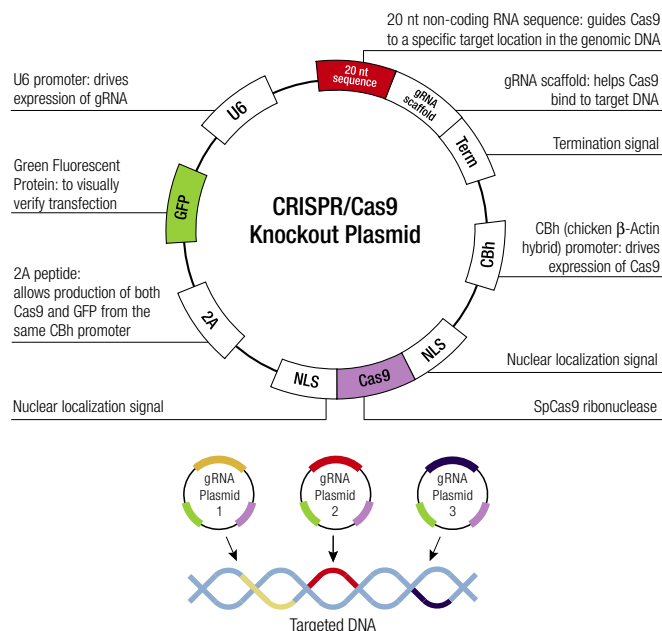 20 nt non-coding RNA sequence: guides Cas9
to a specific target location in the genomic DNA
U6 promoter: drives
expression of gRNA
gRNA scaffold: helps Cas9
bind to target DNA
Termination signal
Green Fluorescent
Protein: to visually
verify transfection
CBh (chicken β-Actin
hybrid) promoter: drives
expression of Cas9
2A peptide:
allows production of both
Cas9 and GFP from the
same CBh promoter
Nuclear localization signal
Nuclear localization signal
SpCas9 ribonuclease
CRISPR/Cas9
Knockout Plasmid
20 nt
sequence
gRNA
scaffold
Term
CBh
NLS
Cas9
NLS
2A
GFP
U6
gRNA
Plasmid
1
gRNA
Plasmid
2
gRNA
Plasmid
3
Targeted DNA